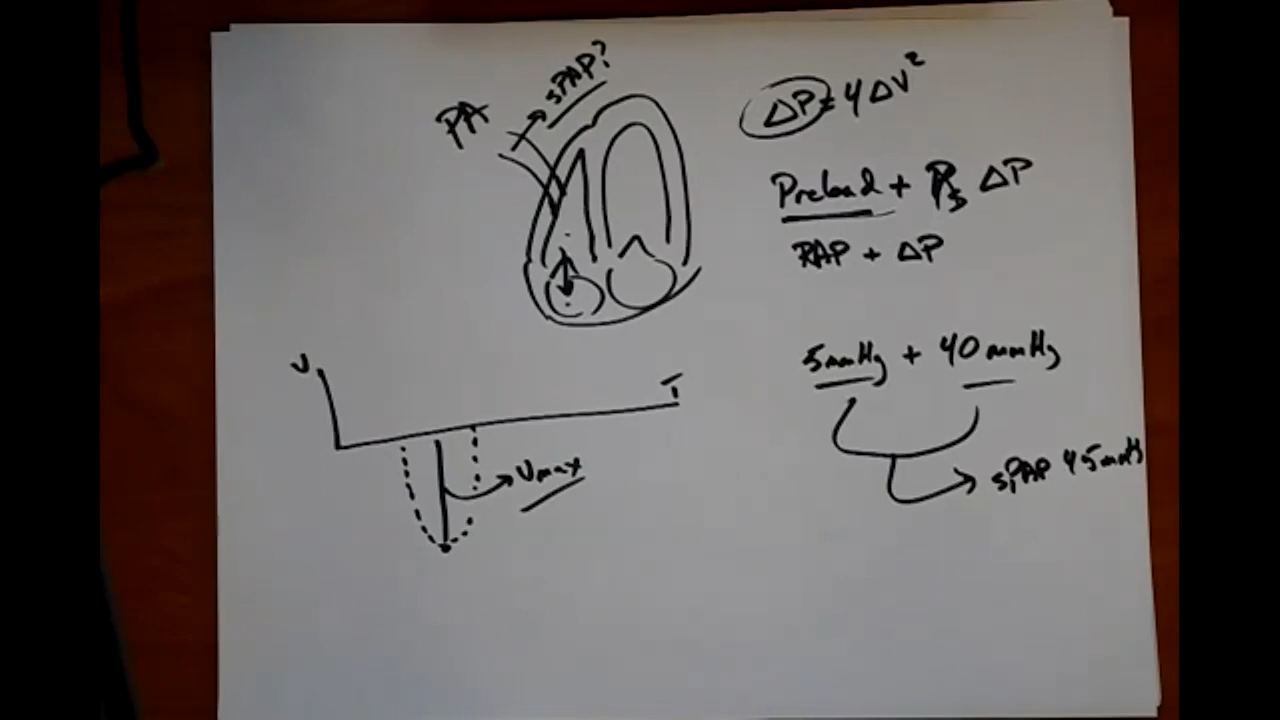 sPAP?
PA
ΔP = 4ΔV²
Preload + ΔP
RAP + ΔP
5mmHg + 40mmHg
sPAP 45mmHg
V
T
Vmax